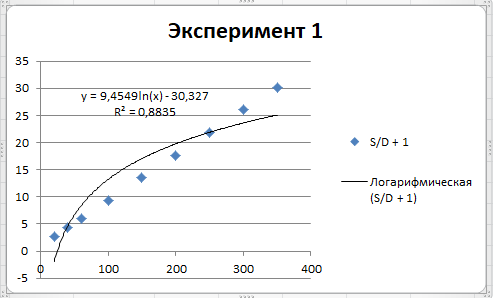 Эксперимент 1
35
30
25
20
15
10
5
0
-5
0
100
200
300
400
y = 9,4549ln(x) - 30,327
R² = 0,8835
S/D + 1
Логарифмическая
(S/D + 1)